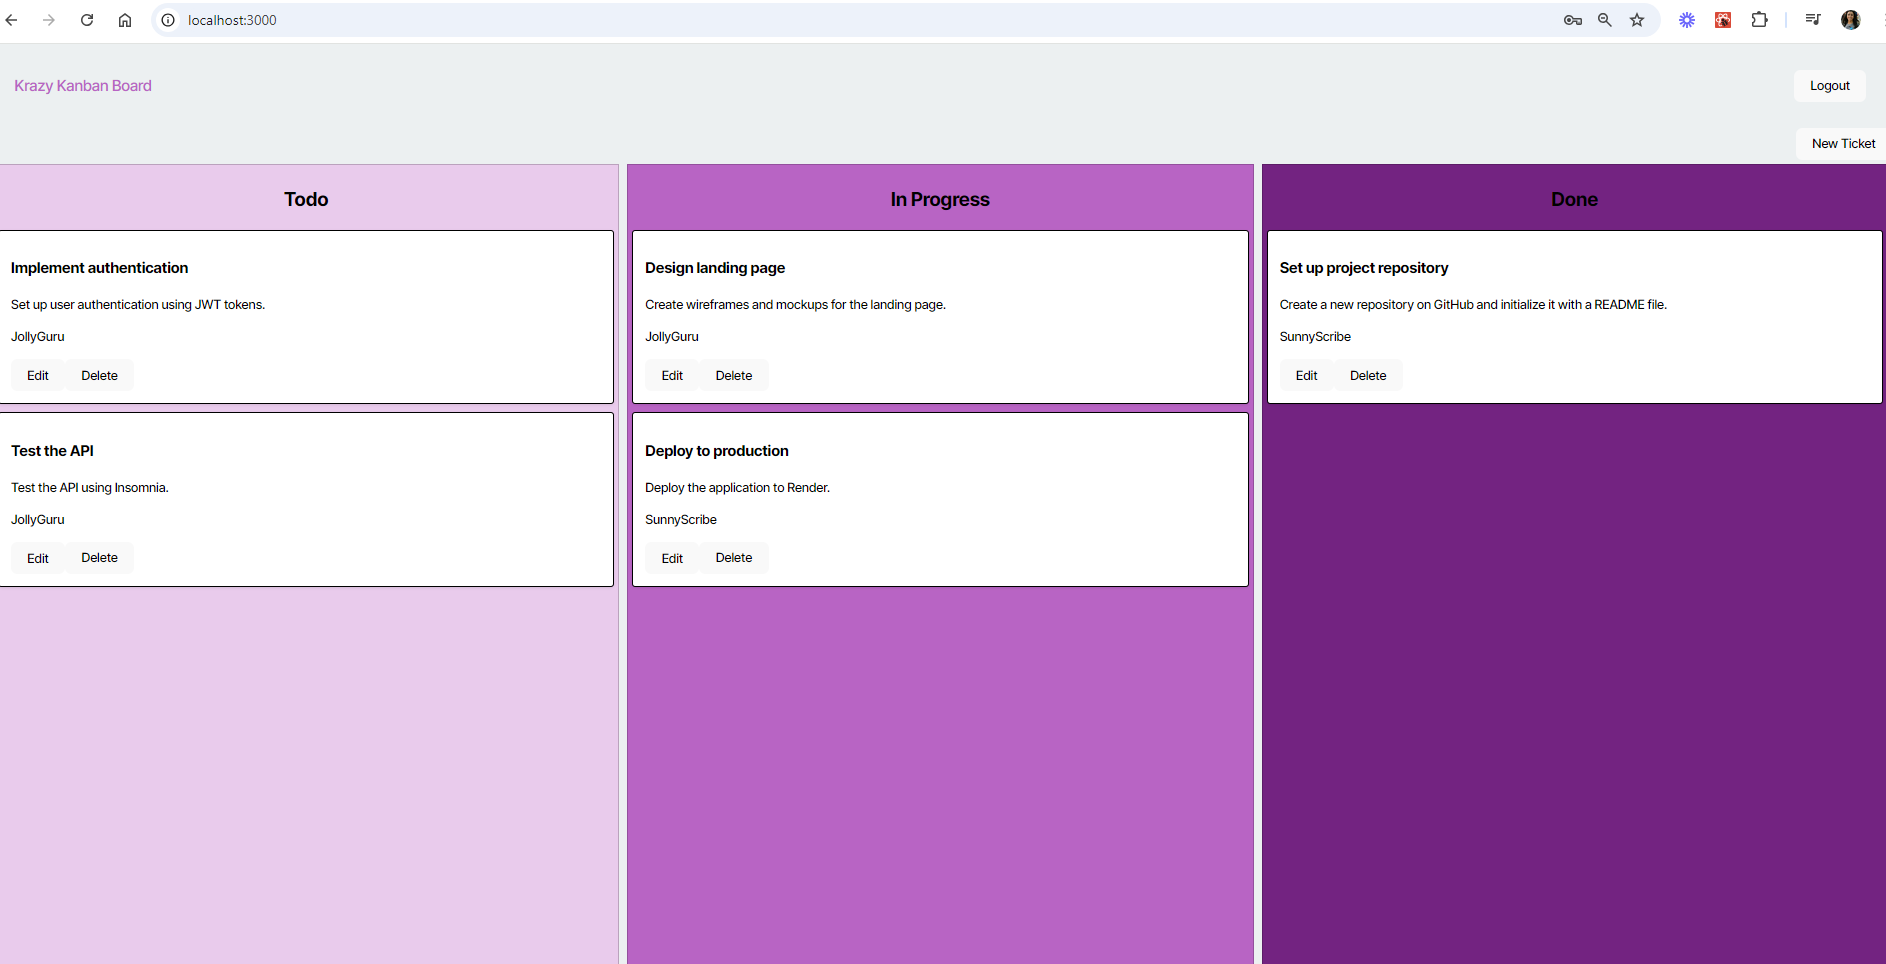 localhost:3000
Krazy Kanban Board
Logout
New Ticket
Todo
Implement authentication
Set up user authentication using JWT tokens.
JollyGuru
Edit Delete
Test the API
Test the API using Insomnia.
JollyGuru
Edit Delete
In Progress
Design landing page
Create wireframes and mockups for the landing page.
JollyGuru
Edit Delete
Deploy to production
Deploy the application to Render.
SunnyScribe
Edit Delete
Done
Set up project repository
Create a new repository on GitHub and initialize it with a README file.
SunnyScribe
Edit Delete